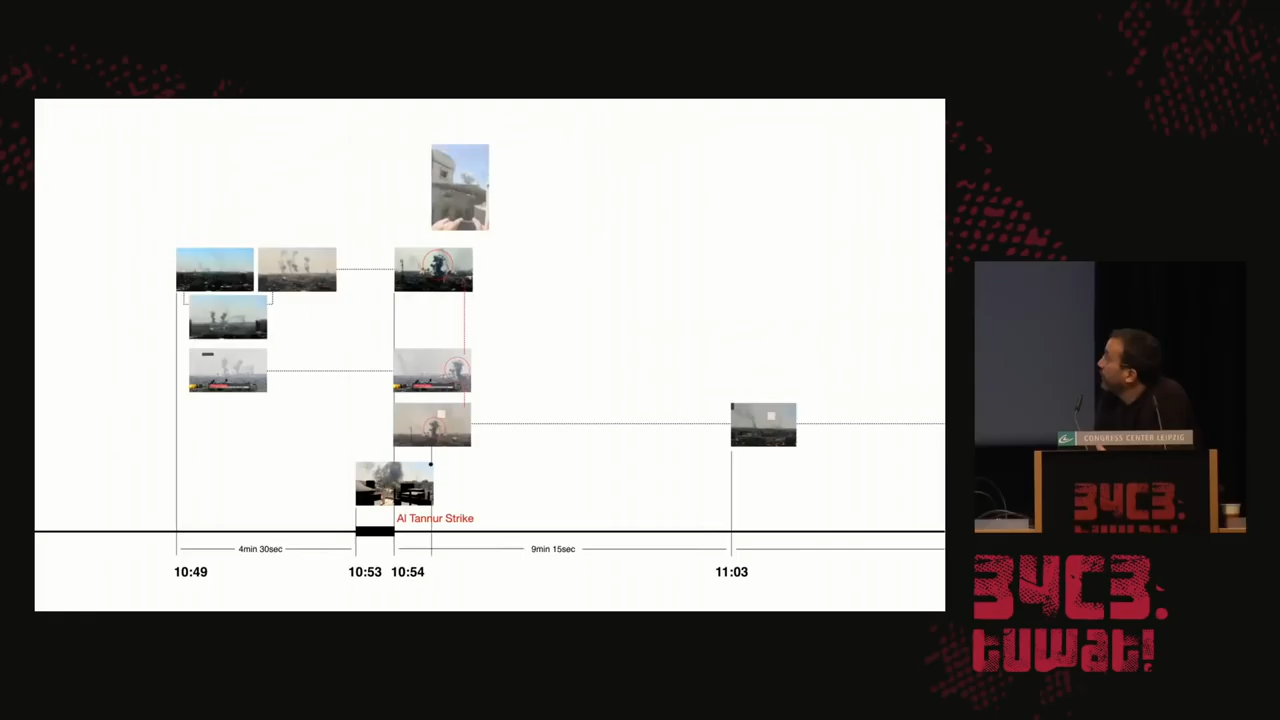 Al Tannur Strike
4min 30sec
9min 15sec
10:49
10:53
10:54
11:03
CONGRESS CENTER LEIPZIG
34C3.
tuwat!
34C3.
tuwat!